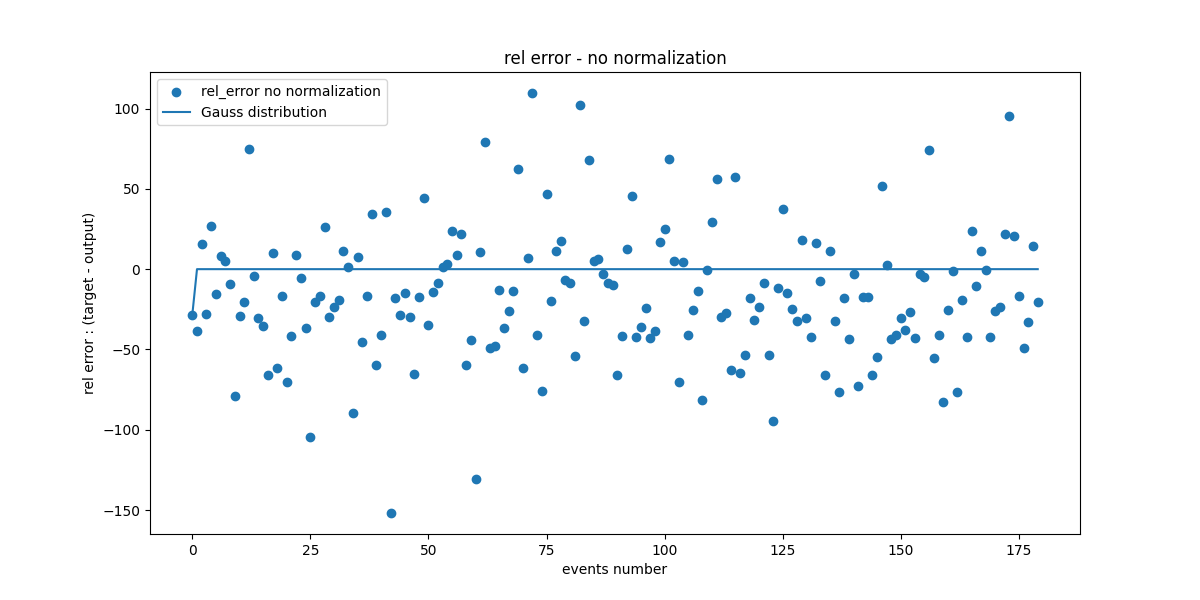 rel error - no normalization
rel_error no normalization
Gauss distribution
rel error : (target - output)
100
50
0
−50
−100
−150
0
25
50
75
100
125
150
175
events number